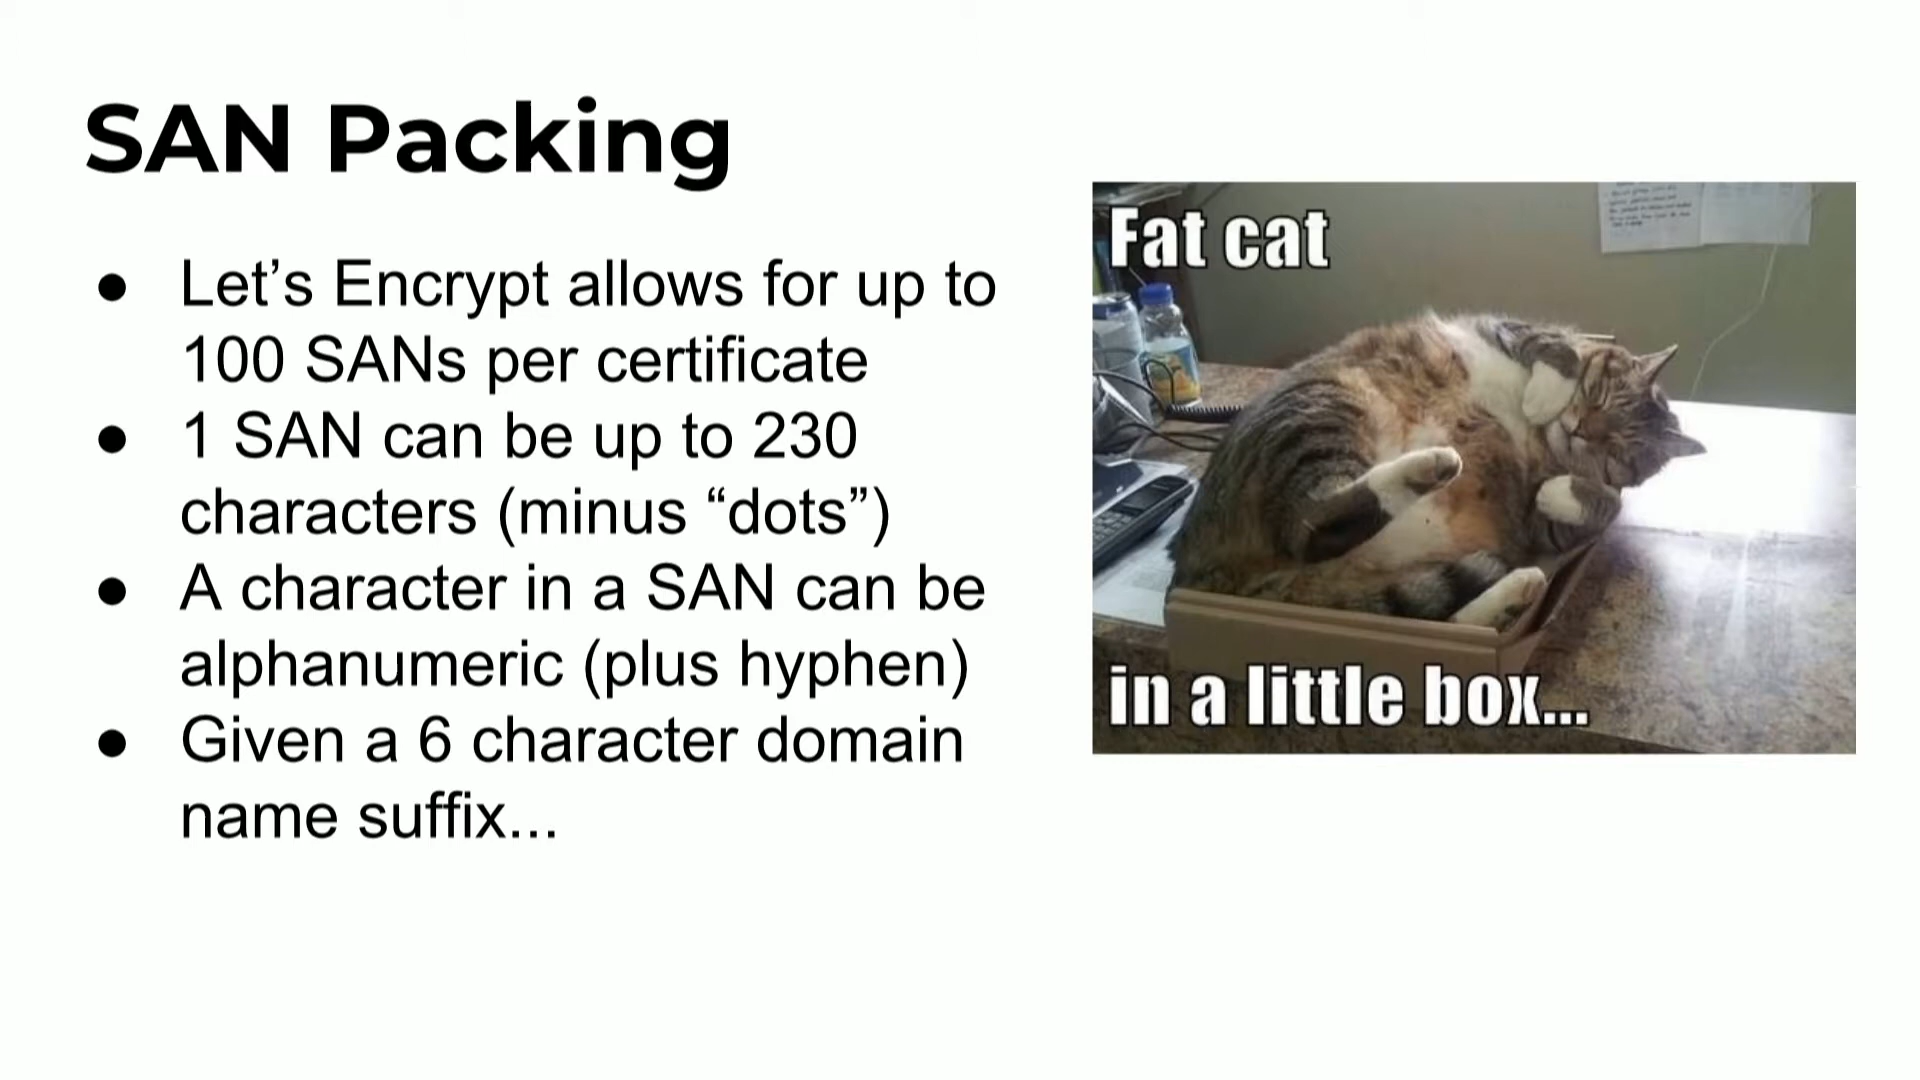 SAN Packing
● Let’s Encrypt allows for up to
100 SANs per certificate
● 1 SAN can be up to 230
characters (minus “dots”)
● A character in a SAN can be
alphanumeric (plus hyphen)
● Given a 6 character domain
name suffix...
Fat cat
in a little box...